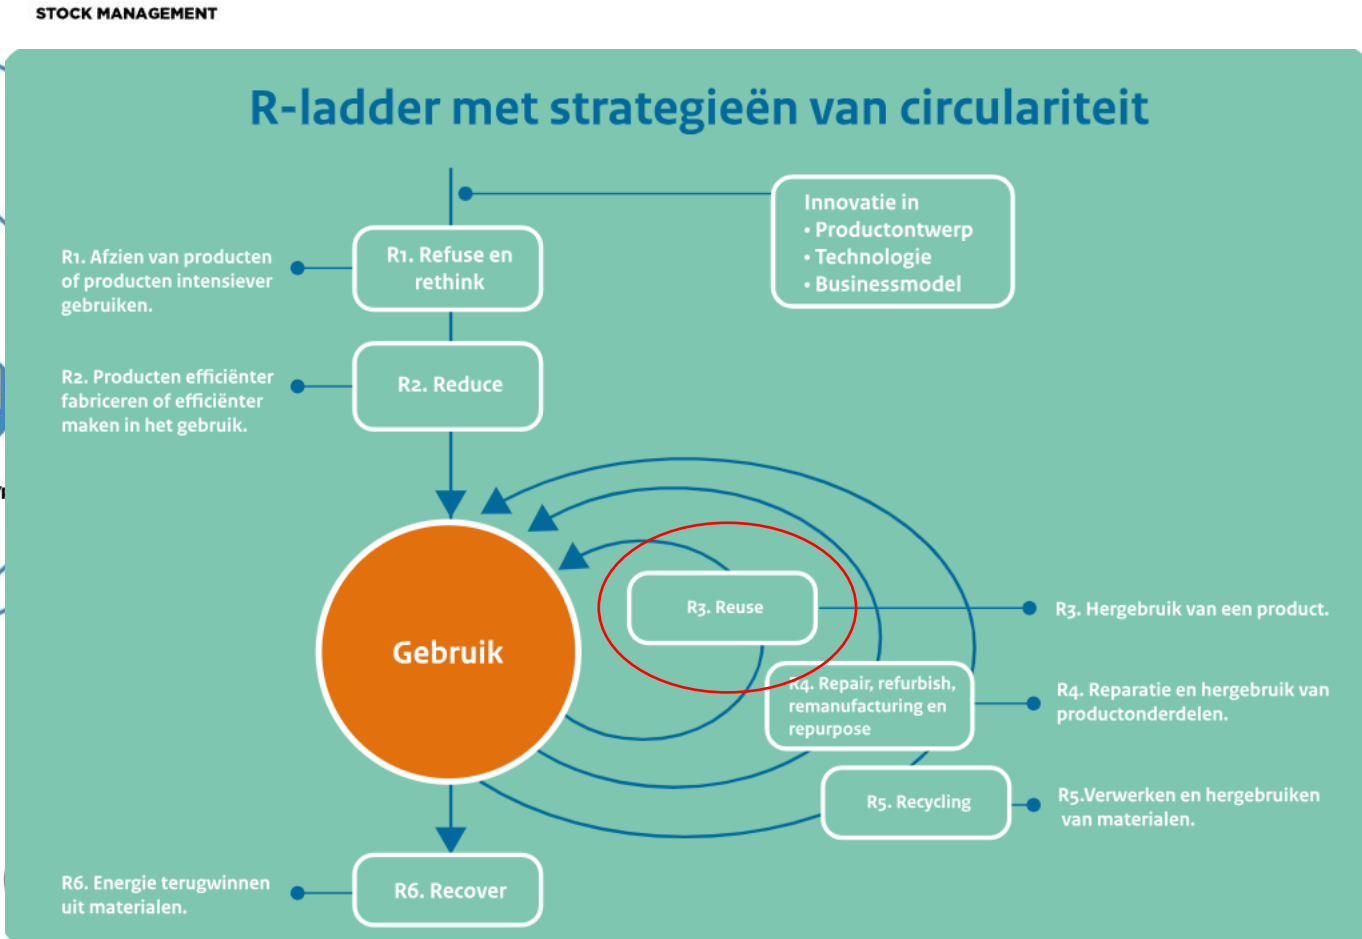 STOCK MANAGEMENT
R-ladder met strategieën van circulariteit
Innovatie in
• Productontwerp
• Technologie
• Businessmodel
R1. Afzien van producten
of producten intensiever
gebruiken.
R1. Refuse en
rethink
R2. Producten efficiënter
fabriceren of efficiënter
maken in het gebruik.
R2. Reduce
Gebruik
R3. Reuse
R3. Hergebruik van een product.
R4. Repair, refurbish,
remanufacturing en
repurpose
R4. Reparatie en hergebruik van
productonderdelen.
R5. Recycling
R5.Verwerken en hergebruiken
van materialen.
R6. Energie terugwinnen
uit materialen.
R6. Recover